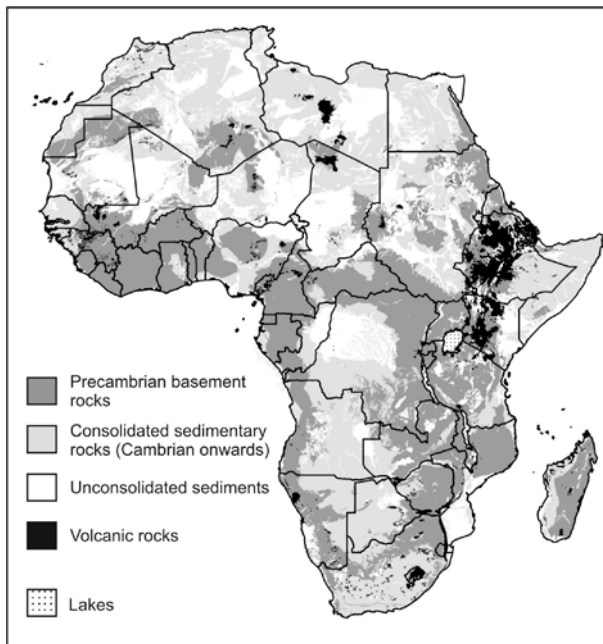 Precambrian basement
rocks
Consolidated sedimentary
rocks (Cambrian onwards)
Unconsolidated sediments
Volcanic rocks
Lakes